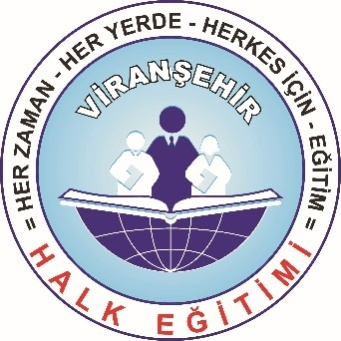 = HER ZAMAN - HER YERDE - HERKES İÇİN - EĞİTİM =
VİRANŞEHİR
HALK EĞİTİMİ